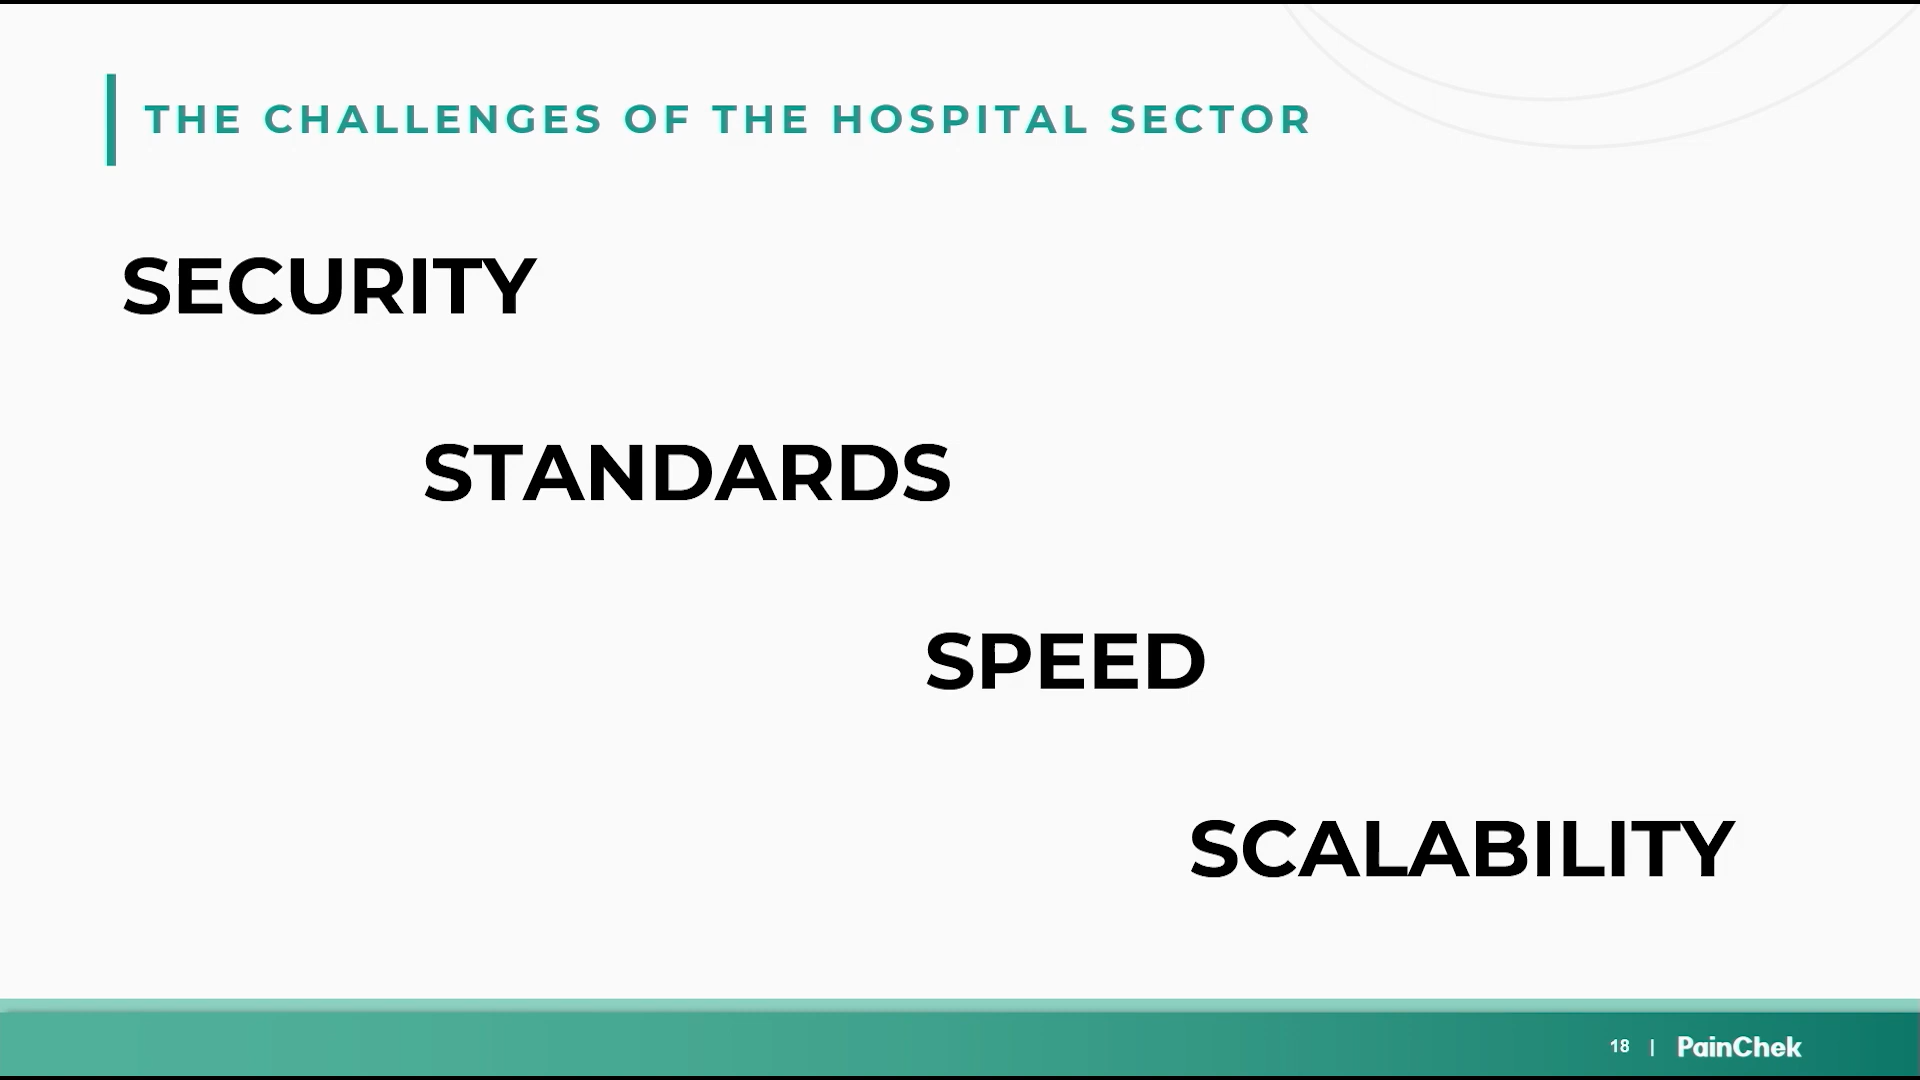 THE CHALLENGES OF THE HOSPITAL SECTOR
SECURITY
STANDARDS
SPEED
SCALABILITY
18 | PainChek